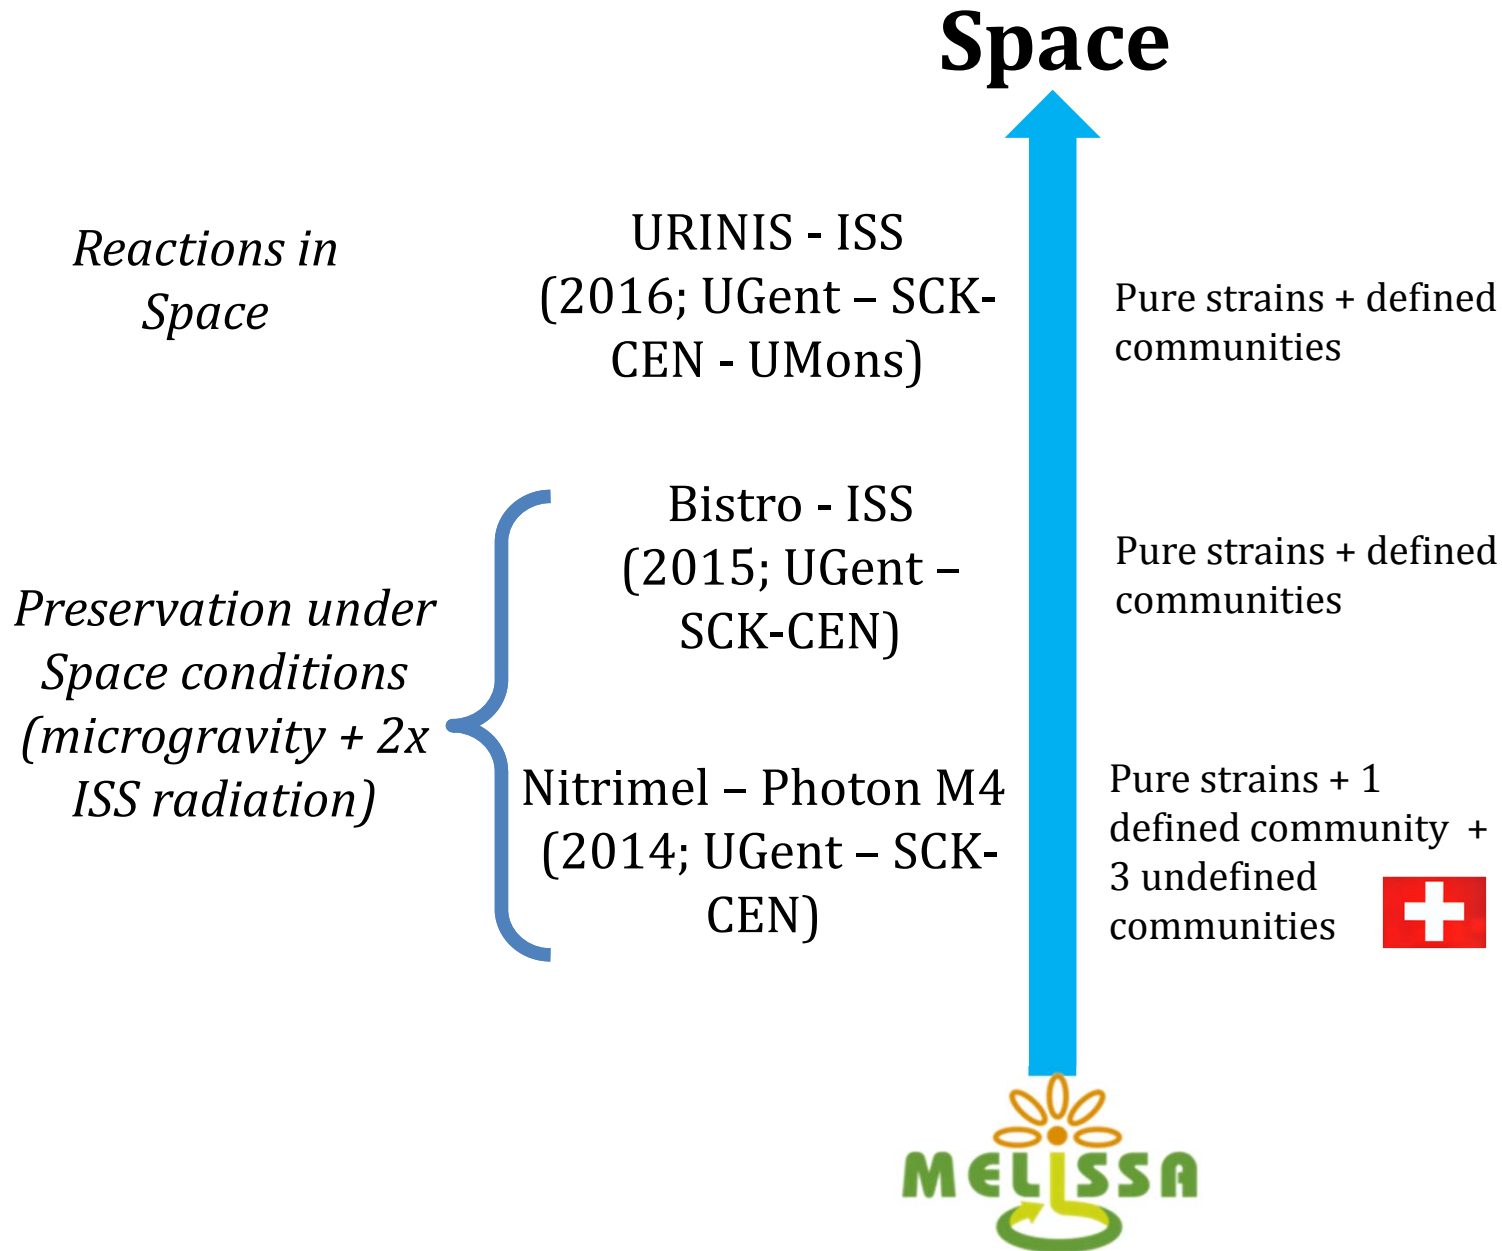 Space
Reactions in
Space
URINIS - ISS
(2016; UGent – SCK-
CEN - UMons)
Pure strains + defined
communities
Bistro - ISS
(2015; UGent –
SCK-CEN)
Pure strains + defined
communities
Preservation under
Space conditions
(microgravity + 2x
ISS radiation)
Nitrimel – Photon M4
(2014; UGent – SCK-
CEN)
Pure strains + 1
defined community +
3 undefined
communities
MELISSA